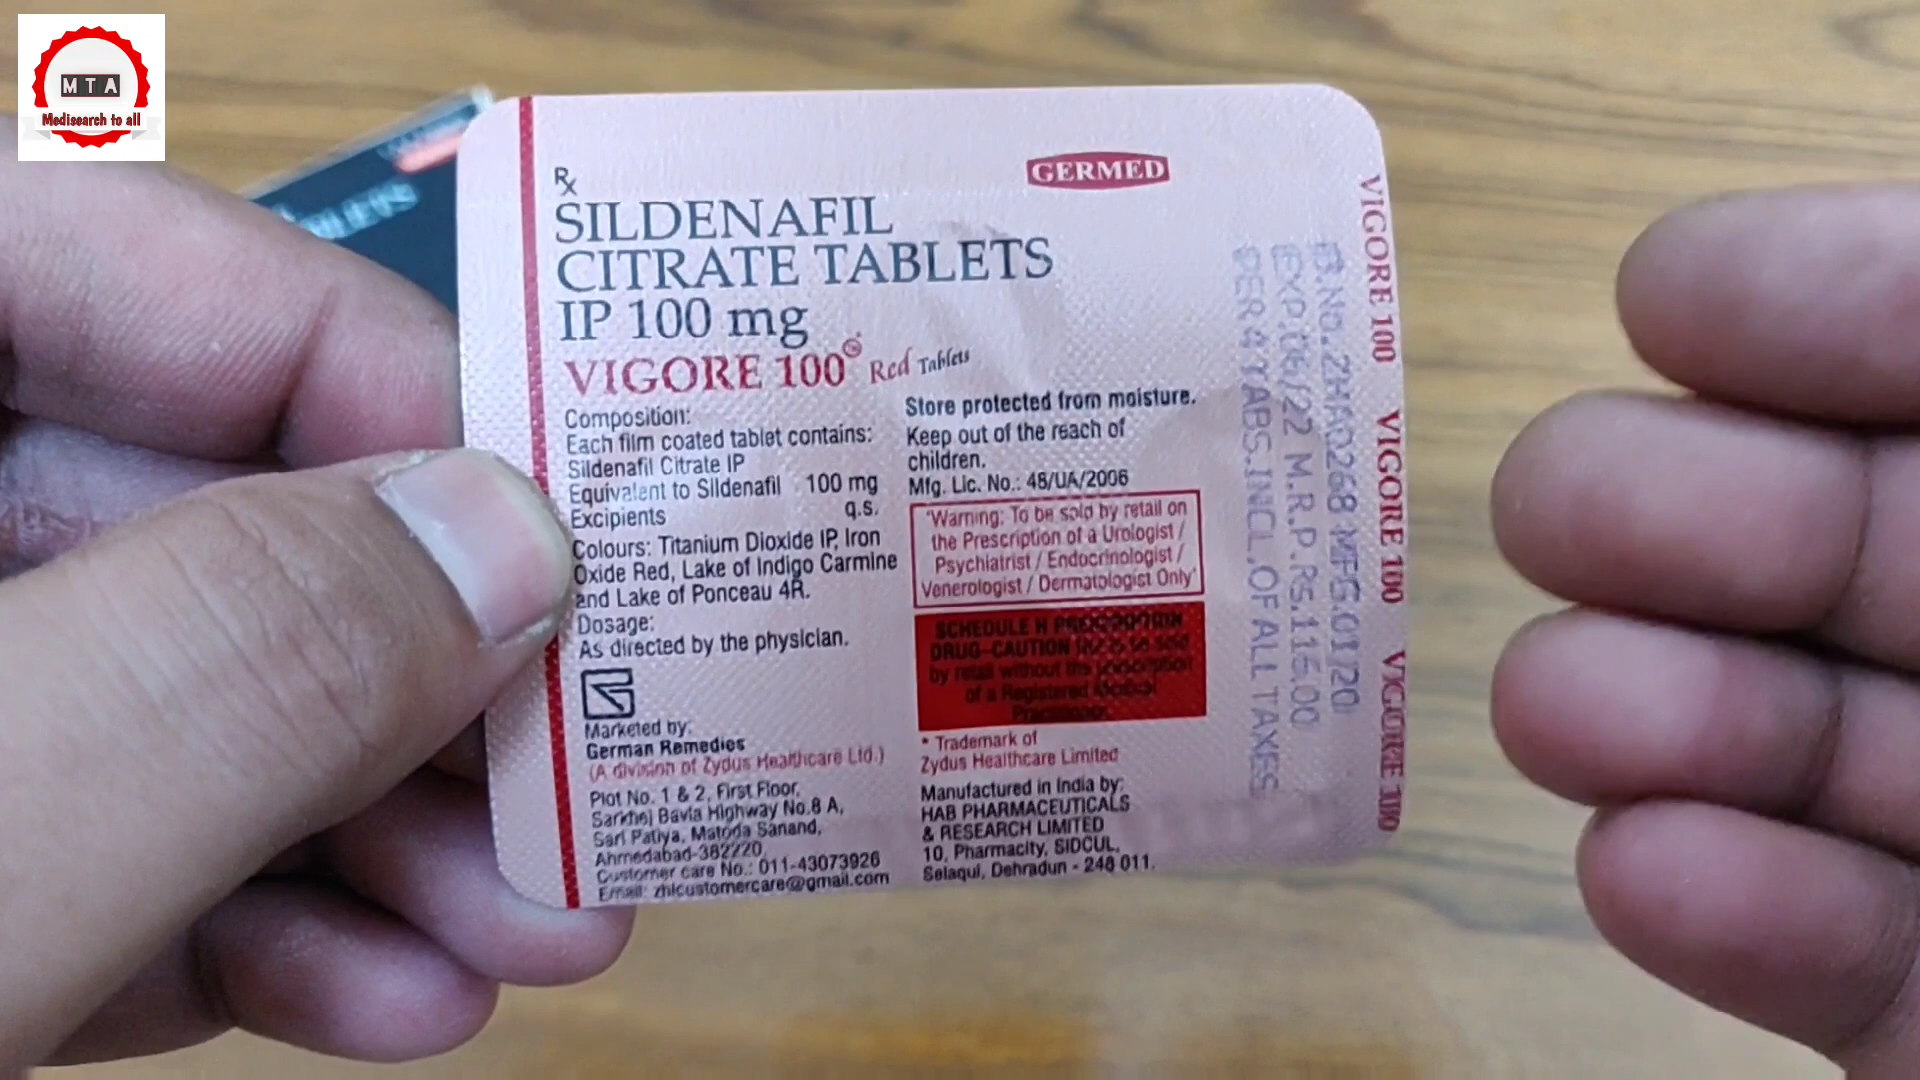 MTA
Medisearch to all
Rx
GERMED
SILDENAFIL
CITRATE TABLETS
IP 100 mg
VIGORE 100 Red Tablets
Composition:
Each film coated tablet contains:
Sildenafil Citrate IP
Equivalent to Sildenafil 100 mg
Excipients q.s.
Colours: Titanium Dioxide IP, Iron
Oxide Red, Lake of Indigo Carmine
and Lake of Ponceau 4R.
Dosage:
As directed by the physician.
Marketed by:
German Remedies
(A division of Zydus Healthcare Ltd.)
Plot No. 1 & 2, First Floor,
Sarkhej Bavla Highway No.8 A,
Sari Patiya, Matoda Sanand,
Ahmedabad-382220,
Customer care No.: 011-43073926
Email: zhlcustomercare@gmail.com
Store protected from moisture.
Keep out of the reach of
children.
Mfg. Lic. No.: 48/UA/2006
'Warning: To be sold by retail on
the Prescription of a Urologist /
Psychiatrist / Endocrinologist /
Venerologist / Dermatologist Only'
SCHEDULE H PRESCRIPTION
DRUG-CAUTION Not to be sold
by retail without the prescription
of a Registered Medical
Practitioner.
* Trademark of
Zydus Healthcare Limited
Manufactured in India by:
HAB PHARMACEUTICALS
& RESEARCH LIMITED
10, Pharmacity, SIDCUL,
Selaqui, Dehradun - 248 011.
B.No.ZHA0268 MFG.01/20
EXP.06/22 M.R.P.RS.116.00
PER 4 TABS.INCL.OF ALL TAXES
VIGORE 100
VIGORE 100
VIGORE 100